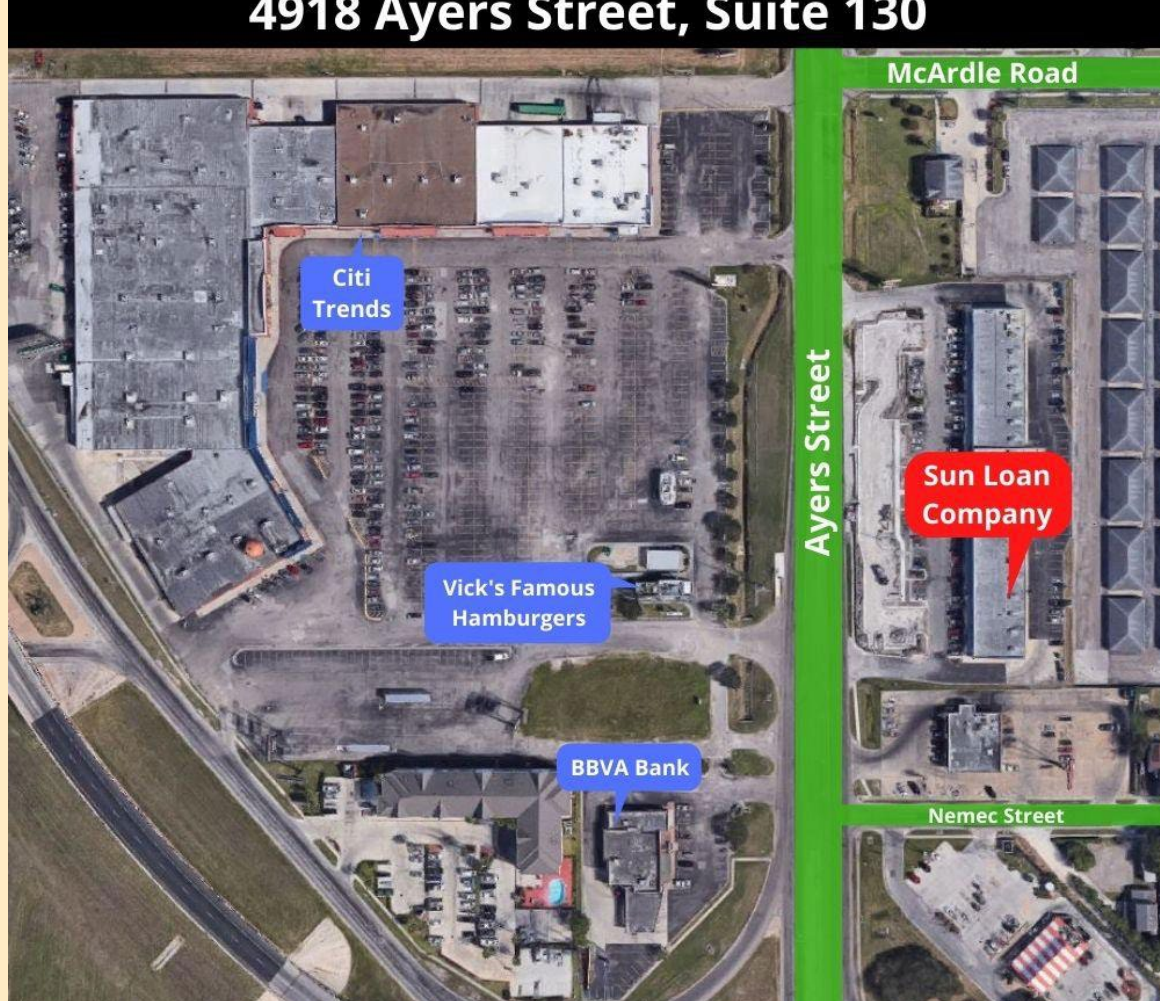 4918 Ayers Street, Suite 130
McArdle Road
Citi
Trends
Ayers Street
Sun Loan
Company
Vick's Famous
Hamburgers
BBVA Bank
Nemec Street